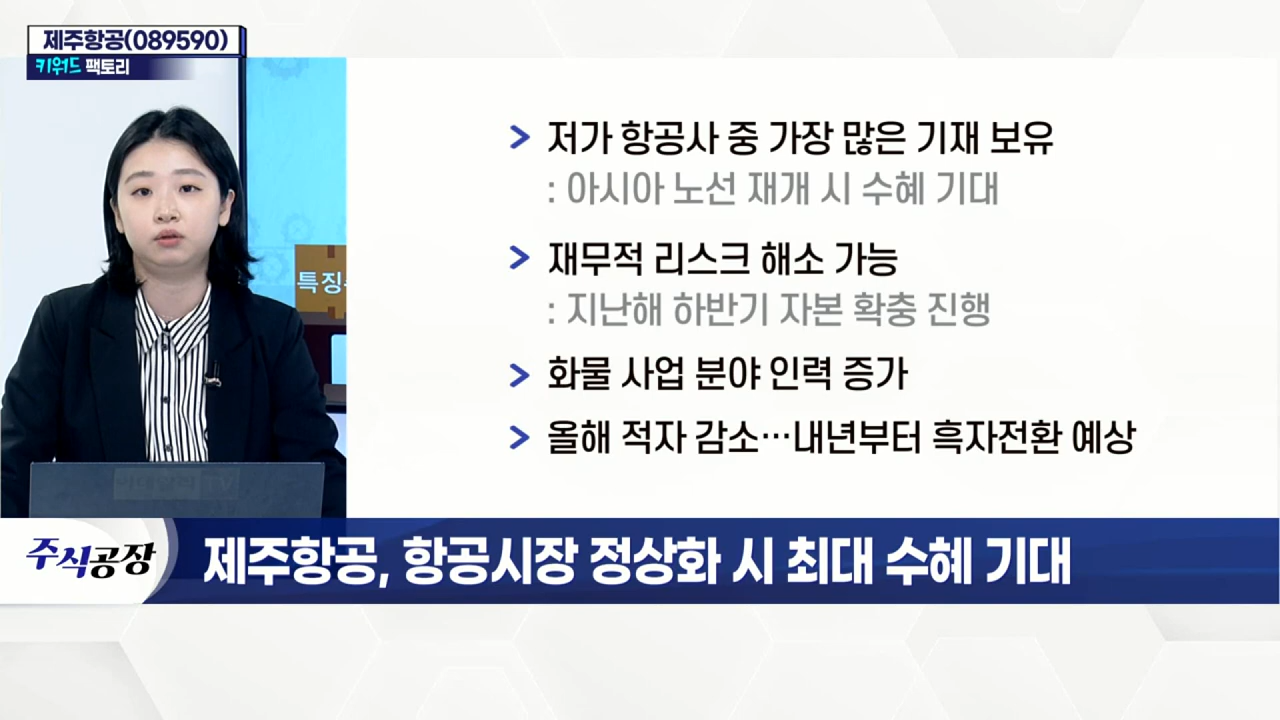 제주항공(089590)
키워드 팩토리
> 저가 항공사 중 가장 많은 기재 보유
: 아시아 노선 재개 시 수혜 기대
> 재무적 리스크 해소 가능
: 지난해 하반기 자본 확충 진행
> 화물 사업 분야 인력 증가
> 올해 적자 감소…내년부터 흑자전환 예상
특징
주식공장
제주항공, 항공시장 정상화 시 최대 수혜 기대